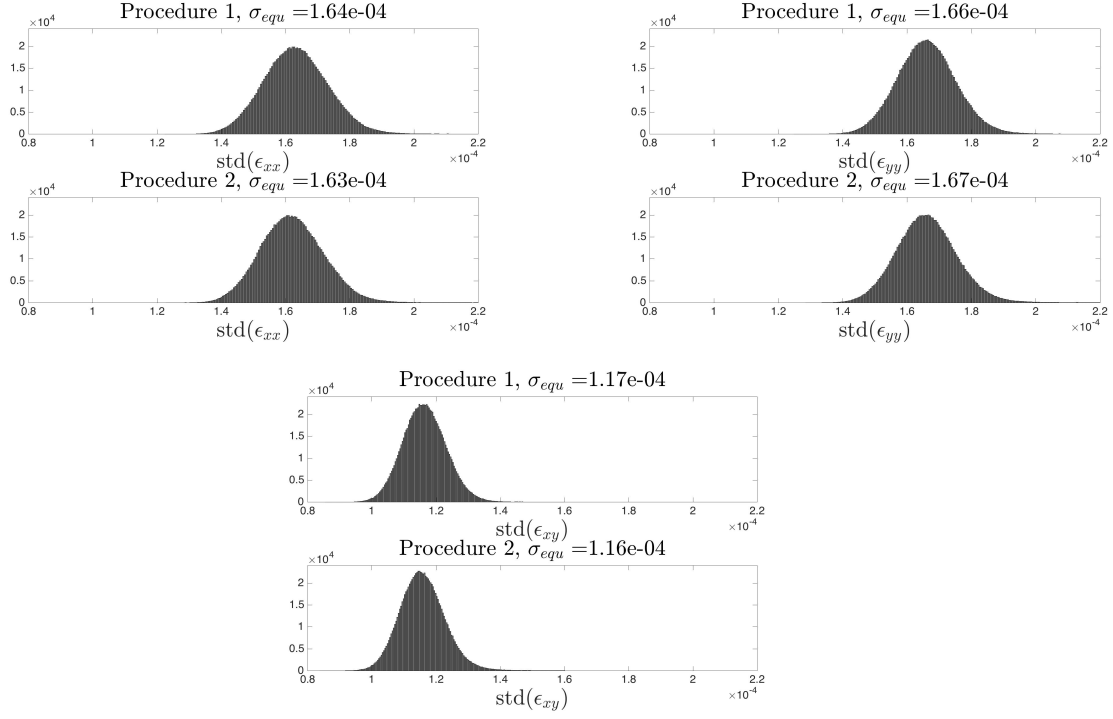 Procedure 1, σ_equ =1.64e-04
×10^4
2
1.5
1
0.5
0
0.8 1 1.2 1.4 1.6 1.8 2 2.2
×10^-4
std(ϵ_xx)
Procedure 2, σ_equ =1.63e-04
×10^4
2
1.5
1
0.5
0
0.8 1 1.2 1.4 1.6 1.8 2 2.2
×10^-4
std(ϵ_xx)
Procedure 1, σ_equ =1.66e-04
×10^4
2
1.5
1
0.5
0
0.8 1 1.2 1.4 1.6 1.8 2 2.2
×10^-4
std(ϵ_yy)
Procedure 2, σ_equ =1.67e-04
×10^4
2
1.5
1
0.5
0
0.8 1 1.2 1.4 1.6 1.8 2 2.2
×10^-4
std(ϵ_yy)
Procedure 1, σ_equ =1.17e-04
×10^4
2
1.5
1
0.5
0
0.8 1 1.2 1.4 1.6 1.8 2 2.2
×10^-4
std(ϵ_xy)
Procedure 2, σ_equ =1.16e-04
×10^4
2
1.5
1
0.5
0
0.8 1 1.2 1.4 1.6 1.8 2 2.2
×10^-4
std(ϵ_xy)